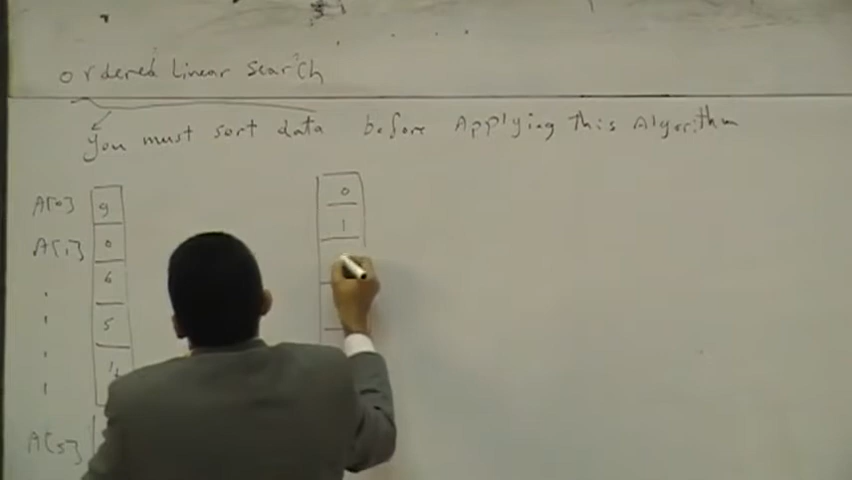 ordered Linear Search
you must sort data before Applying This Algorithm
A[0] 9 0
A[1] 0 1
6
5
A[5]